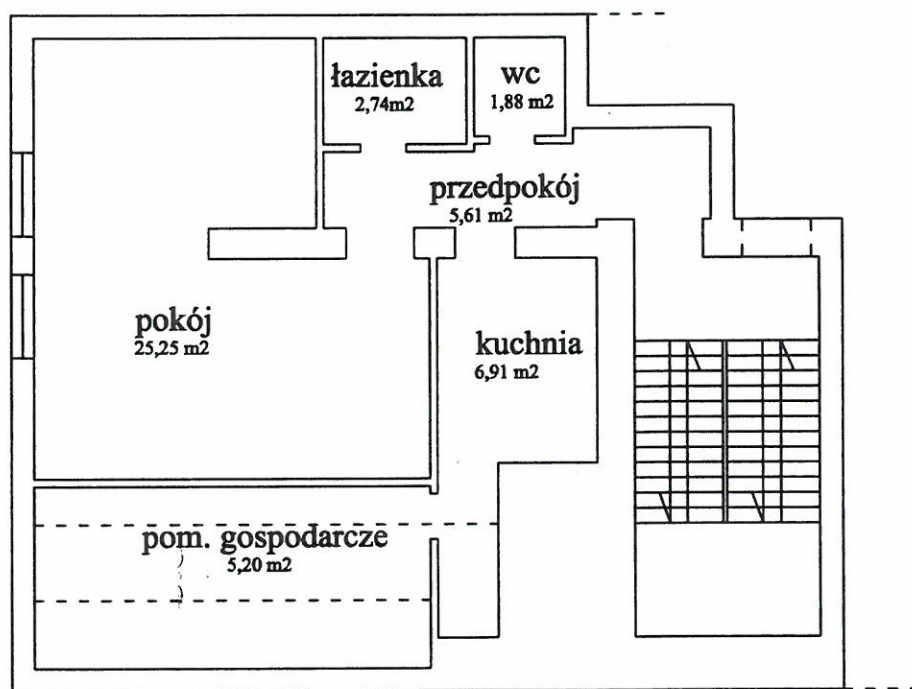 łazienka
2,74m2
wc
1,88 m2
przedpokój
5,61 m2
pokój
25,25 m2
kuchnia
6,91 m2
pom. gospodarcze
5,20 m2